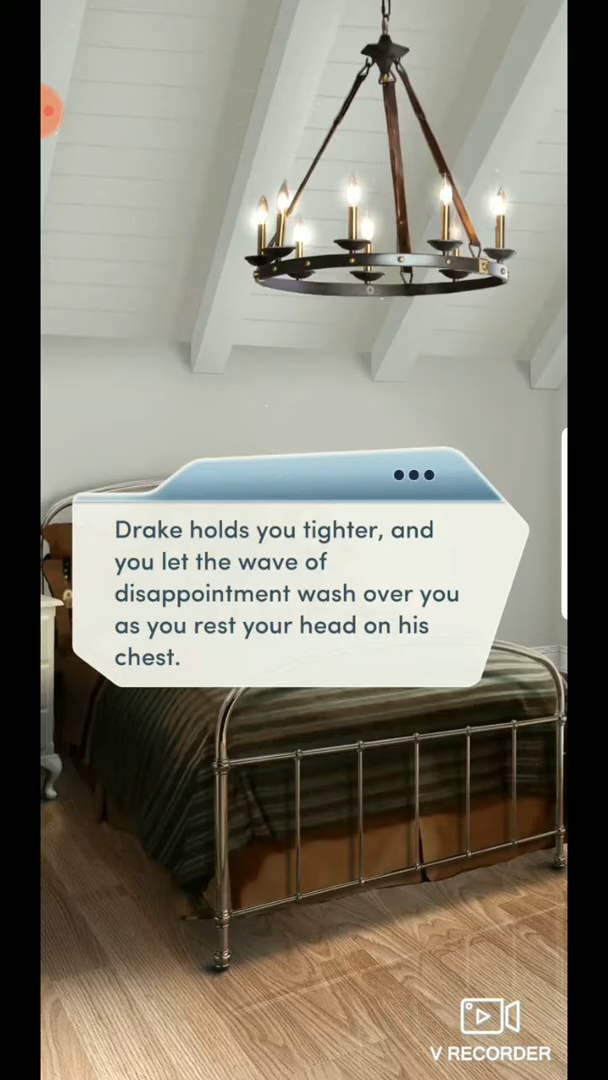 Drake holds you tighter, and
you let the wave of
disappointment wash over you
as you rest your head on his
chest.
V RECORDER